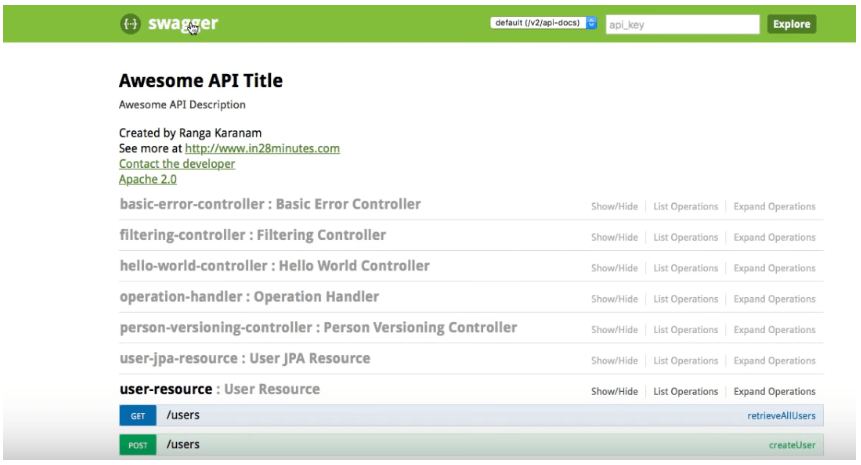 {···} swagger default (/v2/api-docs) api_key Explore
Awesome API Title
Awesome API Description
Created by Ranga Karanam
See more at http://www.in28minutes.com
Contact the developer
Apache 2.0
basic-error-controller : Basic Error Controller Show/Hide List Operations Expand Operations
filtering-controller : Filtering Controller Show/Hide List Operations Expand Operations
hello-world-controller : Hello World Controller Show/Hide List Operations Expand Operations
operation-handler : Operation Handler Show/Hide List Operations Expand Operations
person-versioning-controller : Person Versioning Controller Show/Hide List Operations Expand Operations
user-jpa-resource : User JPA Resource Show/Hide List Operations Expand Operations
user-resource : User Resource Show/Hide List Operations Expand Operations
GET /users retrieveAllUsers
POST /users createUser